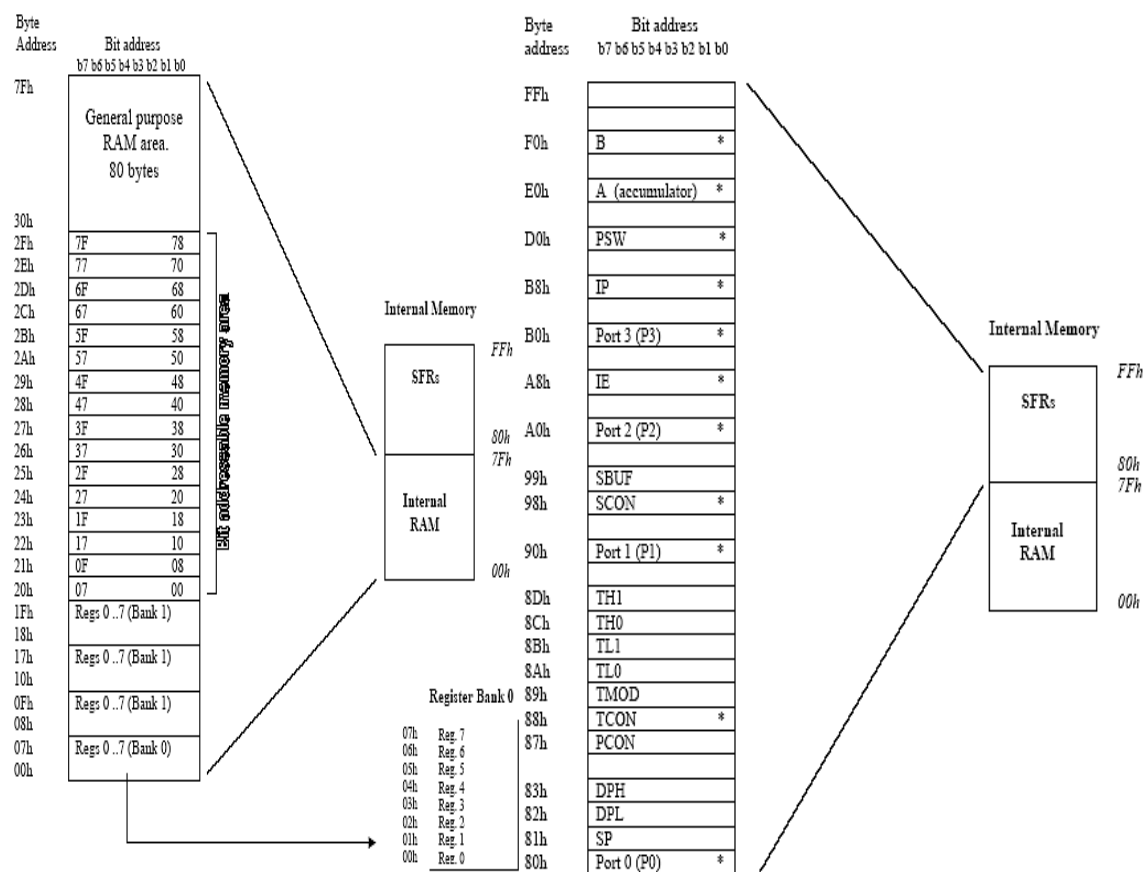 Byte
Address
Bit address
b7 b6 b5 b4 b3 b2 b1 b0
7Fh
General purpose
RAM area.
80 bytes
30h
2Fh 7F 78
2Eh 77 70
2Dh 6F 68
2Ch 67 60
2Bh 5F 58
2Ah 57 50
29h 4F 48
28h 47 40
27h 3F 38
26h 37 30
25h 2F 28
24h 27 20
23h 1F 18
22h 17 10
21h 0F 08
20h 07 00
Bit addressable memory area
1Fh Regs 0 ..7 (Bank 1)
18h
17h Regs 0 ..7 (Bank 1)
10h
0Fh Regs 0 ..7 (Bank 1)
08h
07h Regs 0 ..7 (Bank 0)
00h
Internal Memory
FFh
SFRs
80h
7Fh
Internal
RAM
00h
Register Bank 0
07h Reg. 7
06h Reg. 6
05h Reg. 5
04h Reg. 4
03h Reg. 3
02h Reg. 2
01h Reg. 1
00h Reg. 0
Byte
address
Bit address
b7 b6 b5 b4 b3 b2 b1 b0
FFh
F0h B *
E0h A (accumulator) *
D0h PSW *
B8h IP *
B0h Port 3 (P3) *
A8h IE *
A0h Port 2 (P2) *
99h SBUF
98h SCON *
90h Port 1 (P1) *
8Dh TH1
8Ch TH0
8Bh TL1
8Ah TL0
89h TMOD
88h TCON *
87h PCON
83h DPH
82h DPL
81h SP
80h Port 0 (P0) *
Internal Memory
FFh
SFRs
80h
7Fh
Internal
RAM
00h